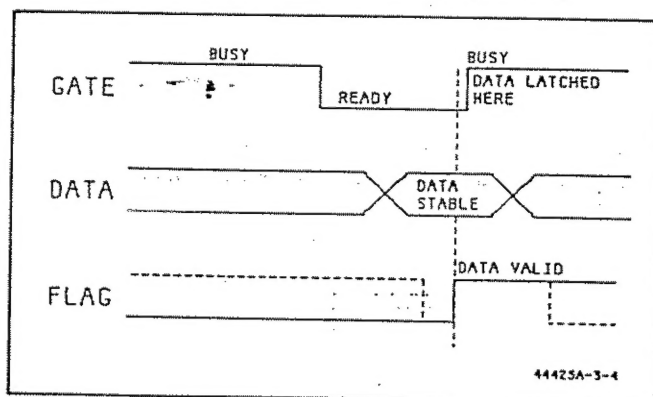 BUSY
BUSY
GATE
DATA LATCHED
HERE
READY
DATA
DATA
STABLE
DATA VALID
FLAG
44425A-3-4